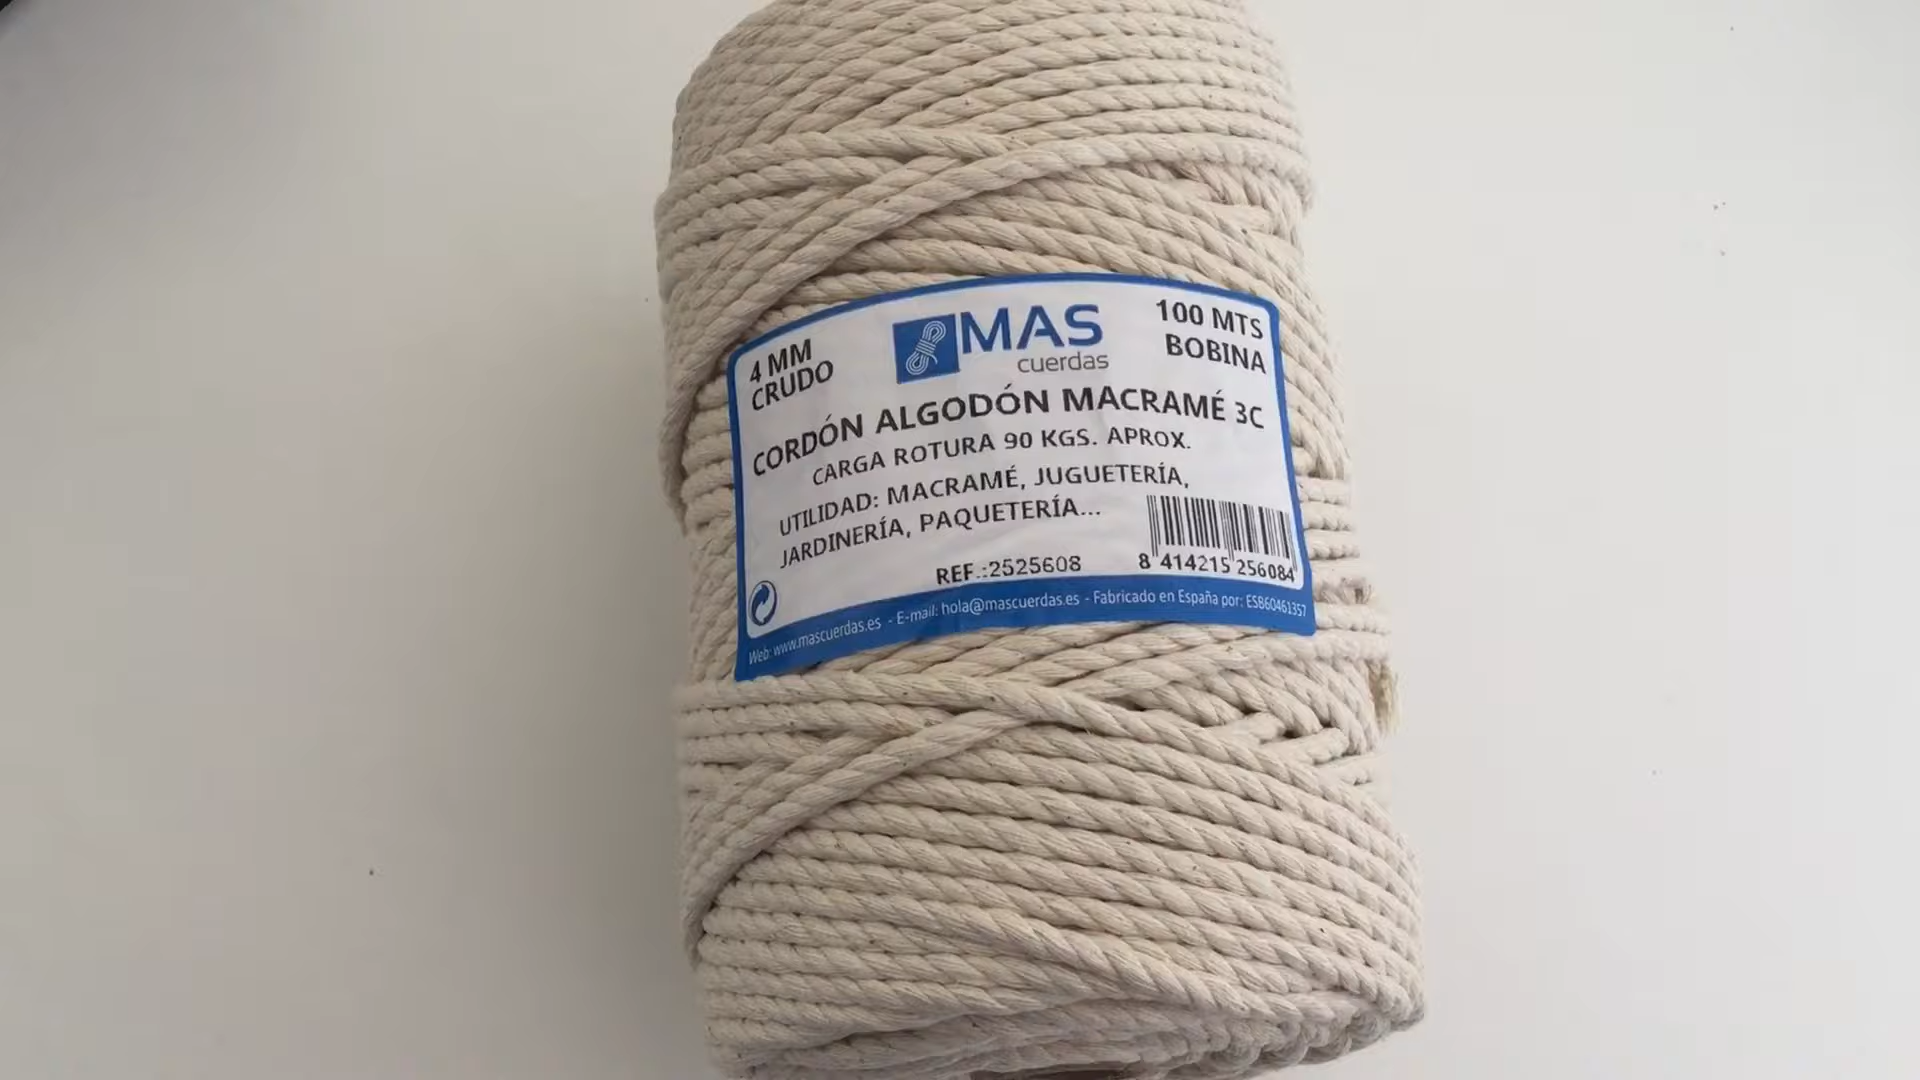 4 MM
CRUDO
MAS
cuerdas
100 MTS
BOBINA
CORDÓN ALGODÓN MACRAMÉ 3C
CARGA ROTURA 90 KGS. APROX.
UTILIDAD: MACRAMÉ, JUGUETERÍA,
JARDINERÍA, PAQUETERÍA...
REF.:2525608
8 414215 256084
Web: www.mascuerdas.es - E-mail: hola@mascuerdas.es - Fabricado en España por: ESB60461357